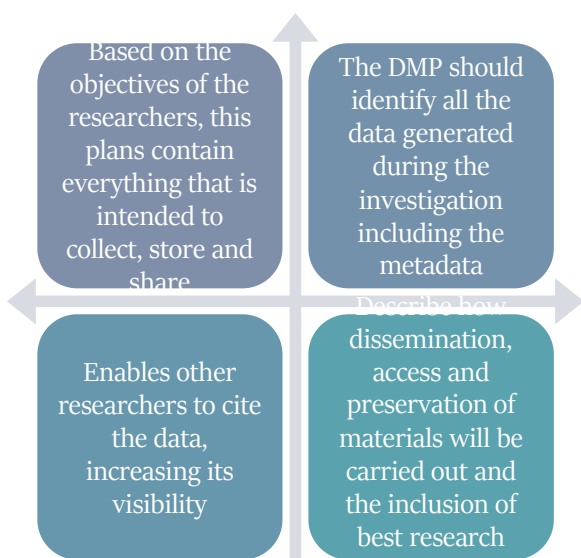 Based on the
objectives of the
researchers, this
plans contain
everything that is
intended to
collect, store and
share
The DMP should
identify all the
data generated
during the
investigation
including the
metadata
Enables other
researchers to cite
the data,
increasing its
visibility
Describe how
dissemination,
access and
preservation of
materials will be
carried out and
the inclusion of
best research